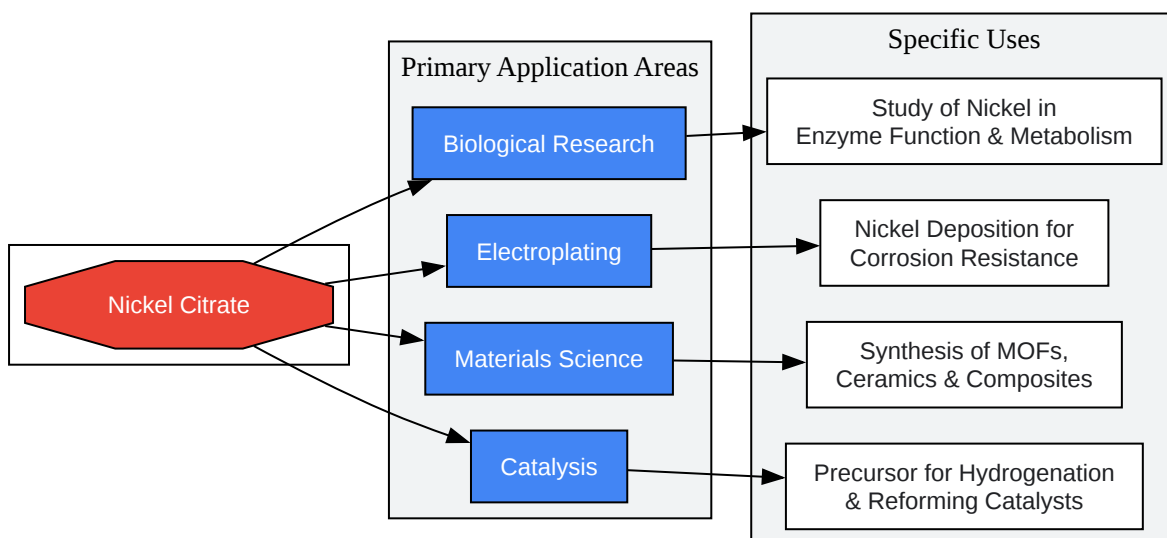 Specific Uses
Primary Application Areas
Nickel Citrate
Biological Research
Study of Nickel in
Enzyme Function & Metabolism
Electroplating
Nickel Deposition for
Corrosion Resistance
Materials Science
Synthesis of MOFs,
Ceramics & Composites
Catalysis
Precursor for Hydrogenation
& Reforming Catalysts